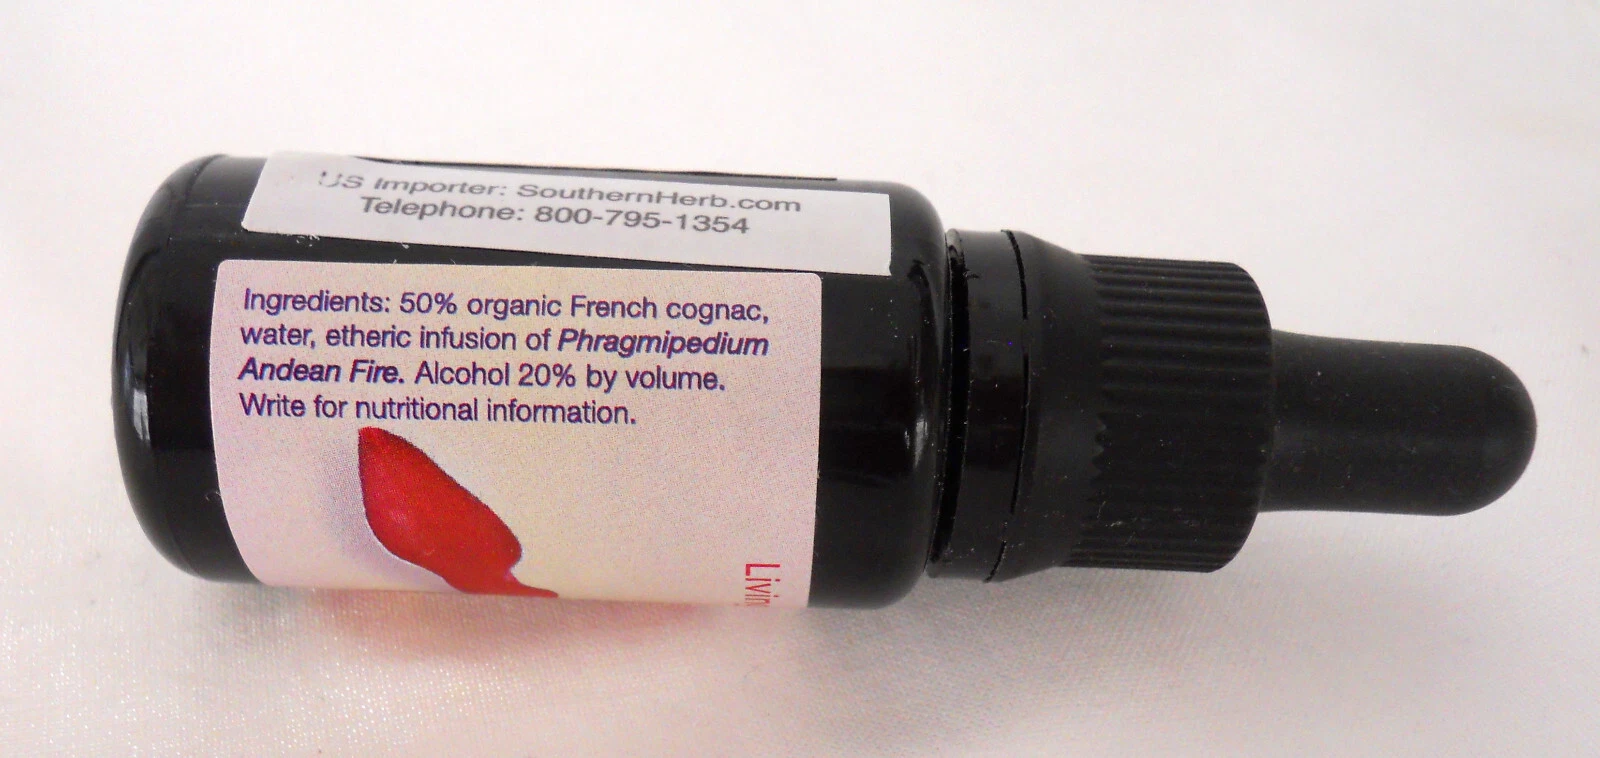 US Importer: SouthernHerb.com
Telephone: 800-795-1354
Ingredients: 50% organic French cognac,
water, etheric infusion of Phragmipedium
Andean Fire. Alcohol 20% by volume.
Write for nutritional information.